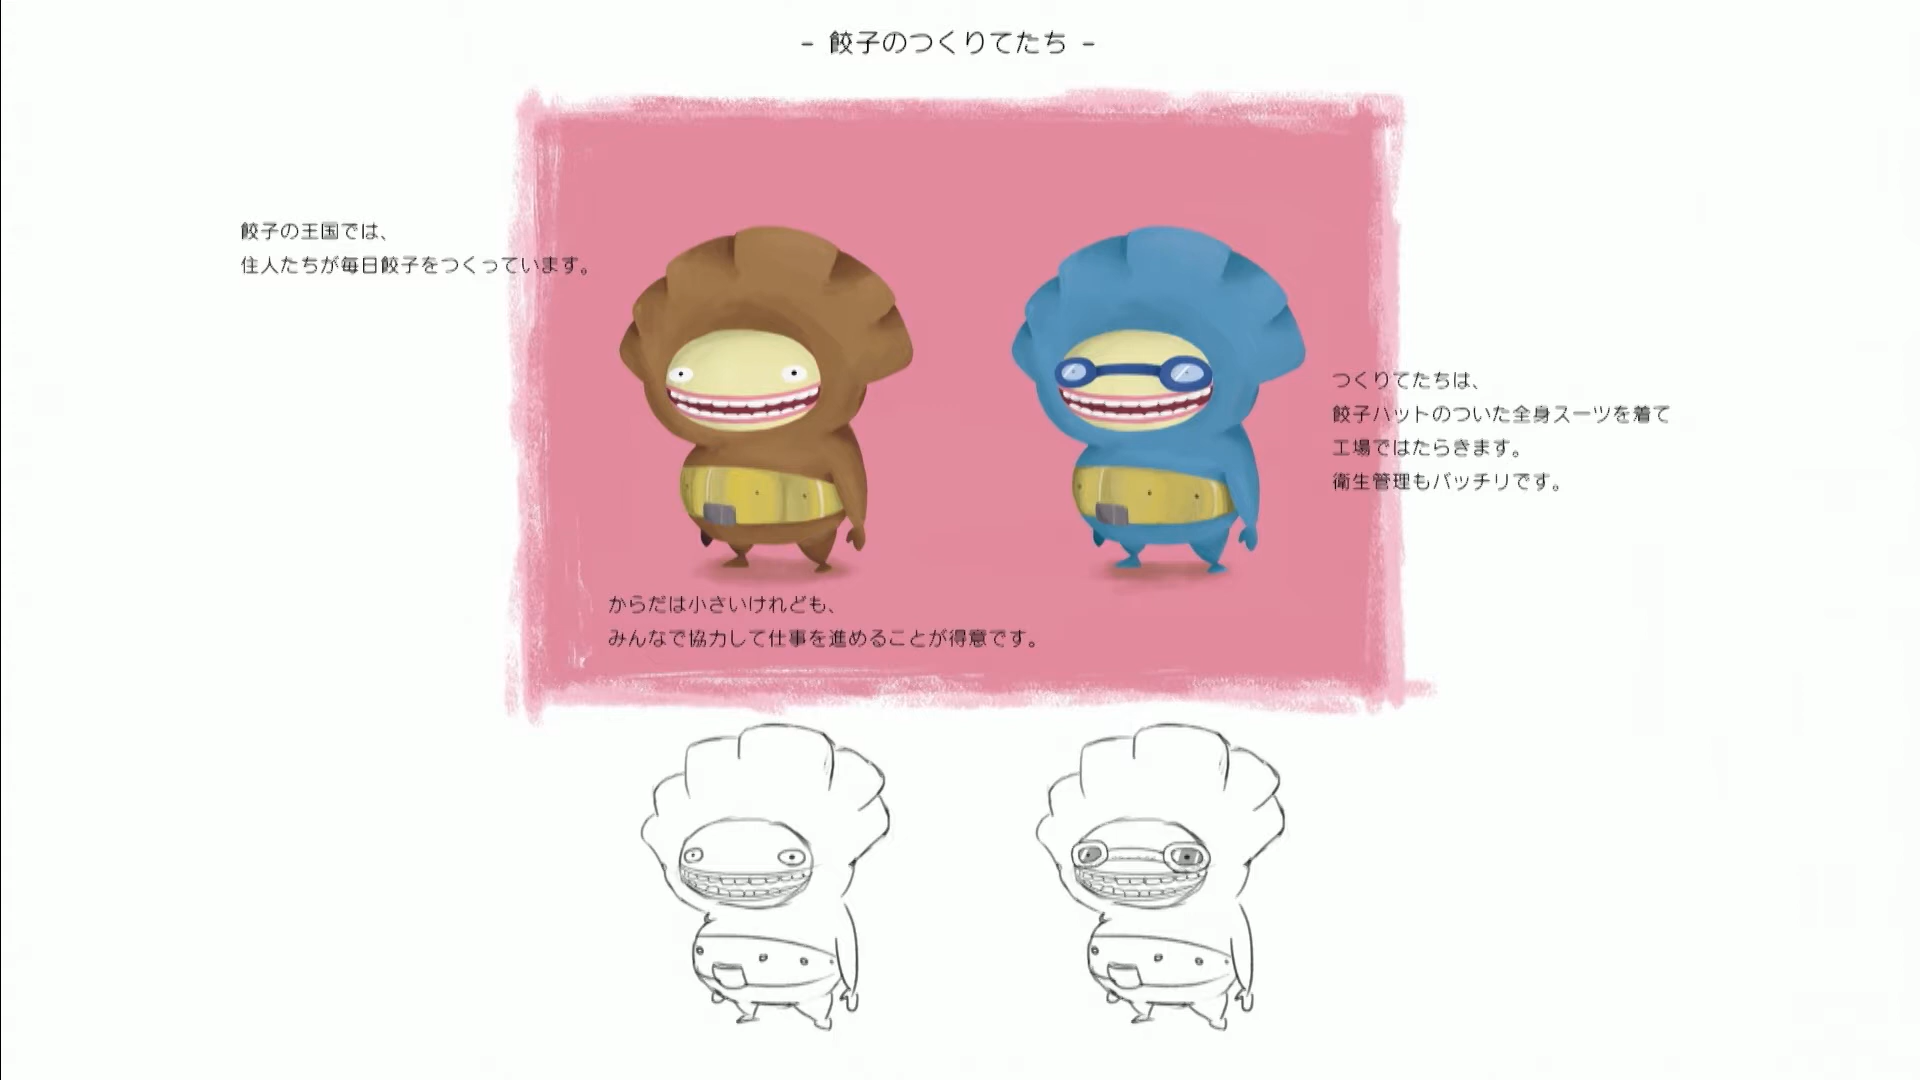 - 餃子のつくりてたち -
餃子の王国では、
住人たちが毎日餃子をつくっています。
つくりてたちは、
餃子ハットのついた全身スーツを着て
工場ではたらきます。
衛生管理もバッチリです。
からだは小さいけれども、
みんなで協力して仕事を進めることが得意です。